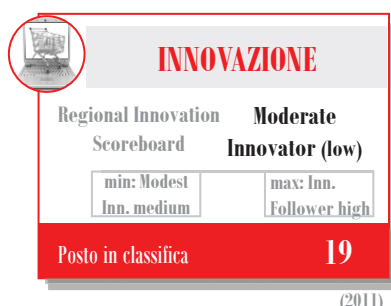 INNOVAZIONE
Regional Innovation Scoreboard
Moderate Innovator (low)
min: Modest Inn. medium
max: Inn. Follower high
Posto in classifica 19
(2011)